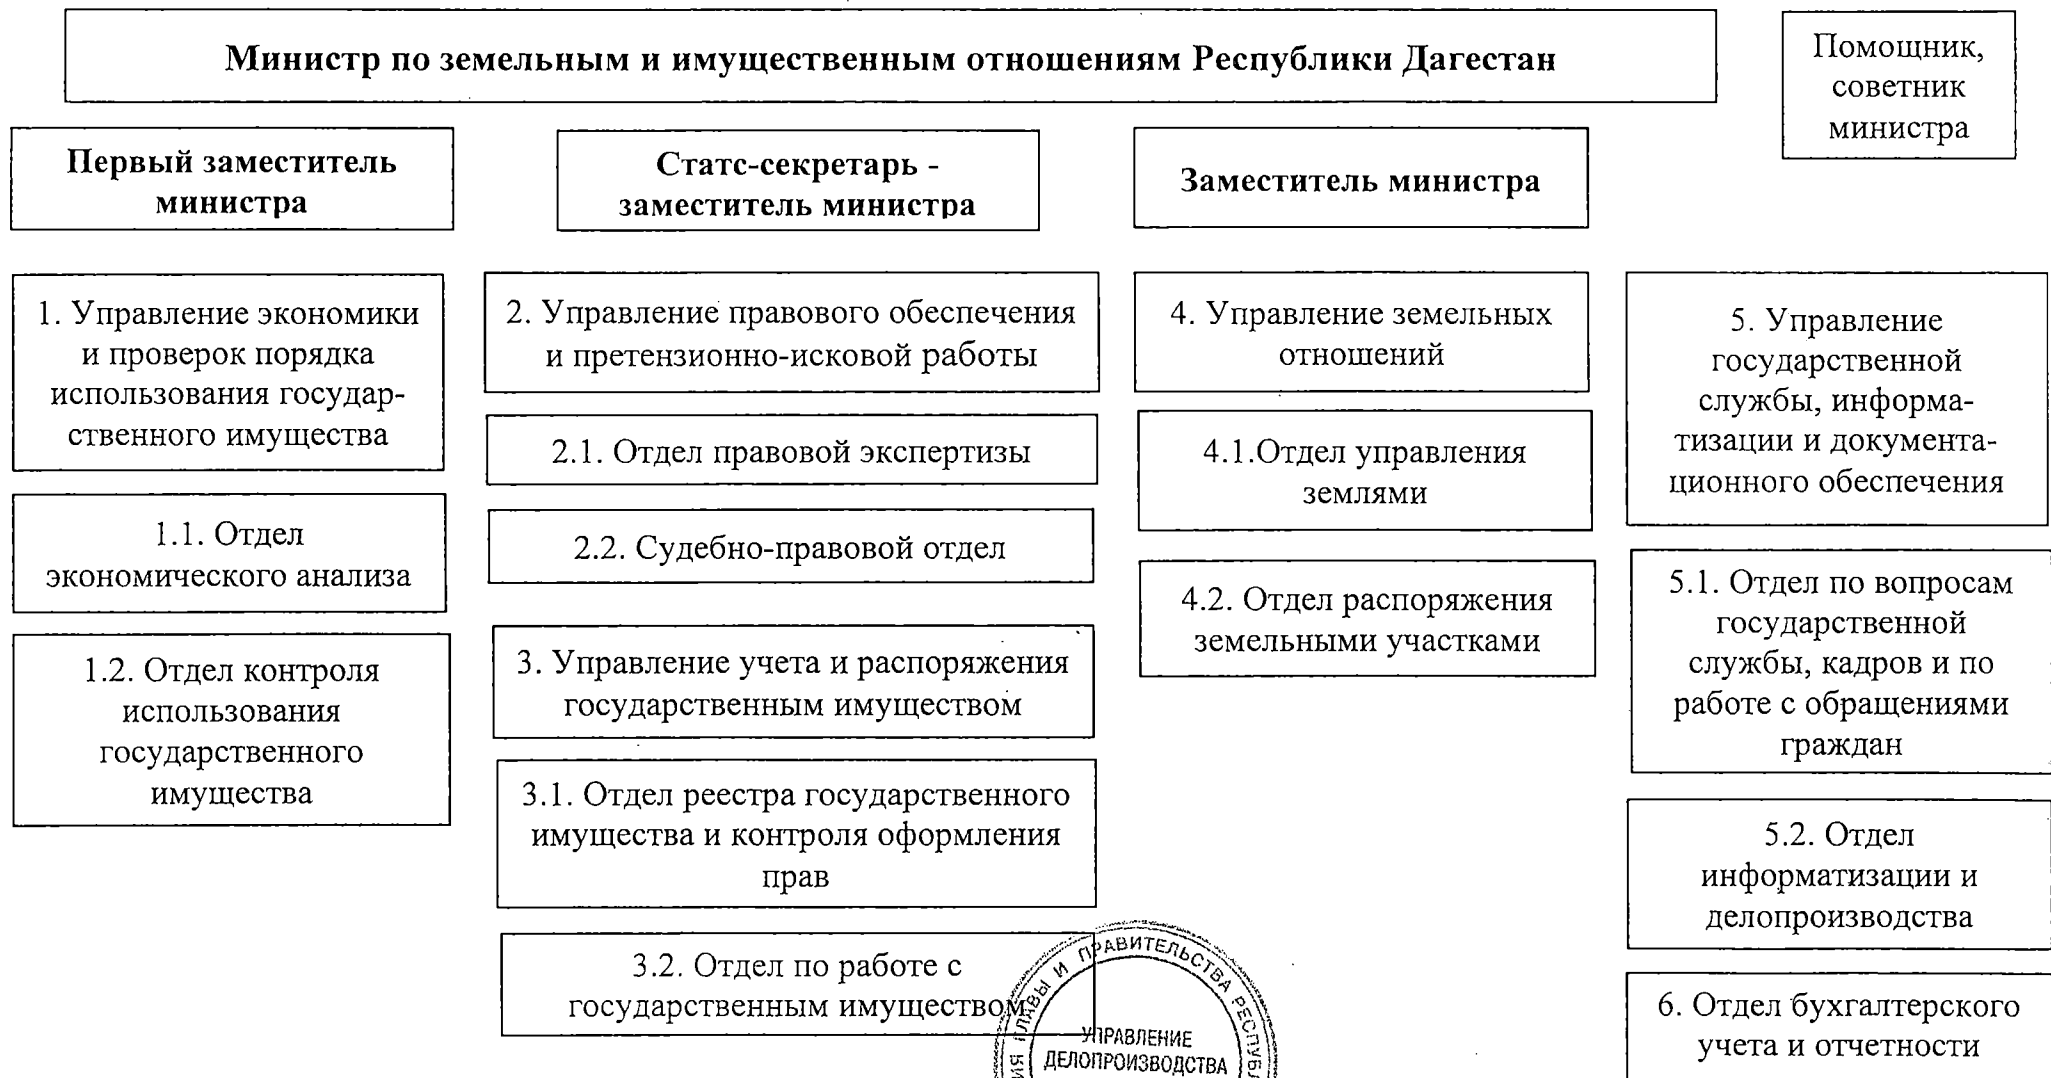 Министр по земельным и имущественным отношениям Республики Дагестан
Помощник,
советник
министра
Первый заместитель
министра
Статс-секретарь -
заместитель министра
Заместитель министра
1. Управление экономики
и проверок порядка
использования государ-
ственного имущества
1.1. Отдел
экономического анализа
1.2. Отдел контроля
использования
государственного
имущества
2. Управление правового обеспечения
и претензионно-исковой работы
2.1. Отдел правовой экспертизы
2.2. Судебно-правовой отдел
3. Управление учета и распоряжения
государственным имуществом
3.1. Отдел реестра государственного
имущества и контроля оформления
прав
3.2. Отдел по работе с
государственным имуществом
4. Управление земельных
отношений
4.1.Отдел управления
землями
4.2. Отдел распоряжения
земельными участками
5. Управление
государственной
службы, информа-
тизации и документа-
ционного обеспечения
5.1. Отдел по вопросам
государственной
службы, кадров и по
работе с обращениями
граждан
5.2. Отдел
информатизации и
делопроизводства
6. Отдел бухгалтерского
учета и отчетности
ГЛАВЫ И ПРАВИТЕЛЬСТВА
УПРАВЛЕНИЕ
ДЕЛОПРОИЗВОДСТВА